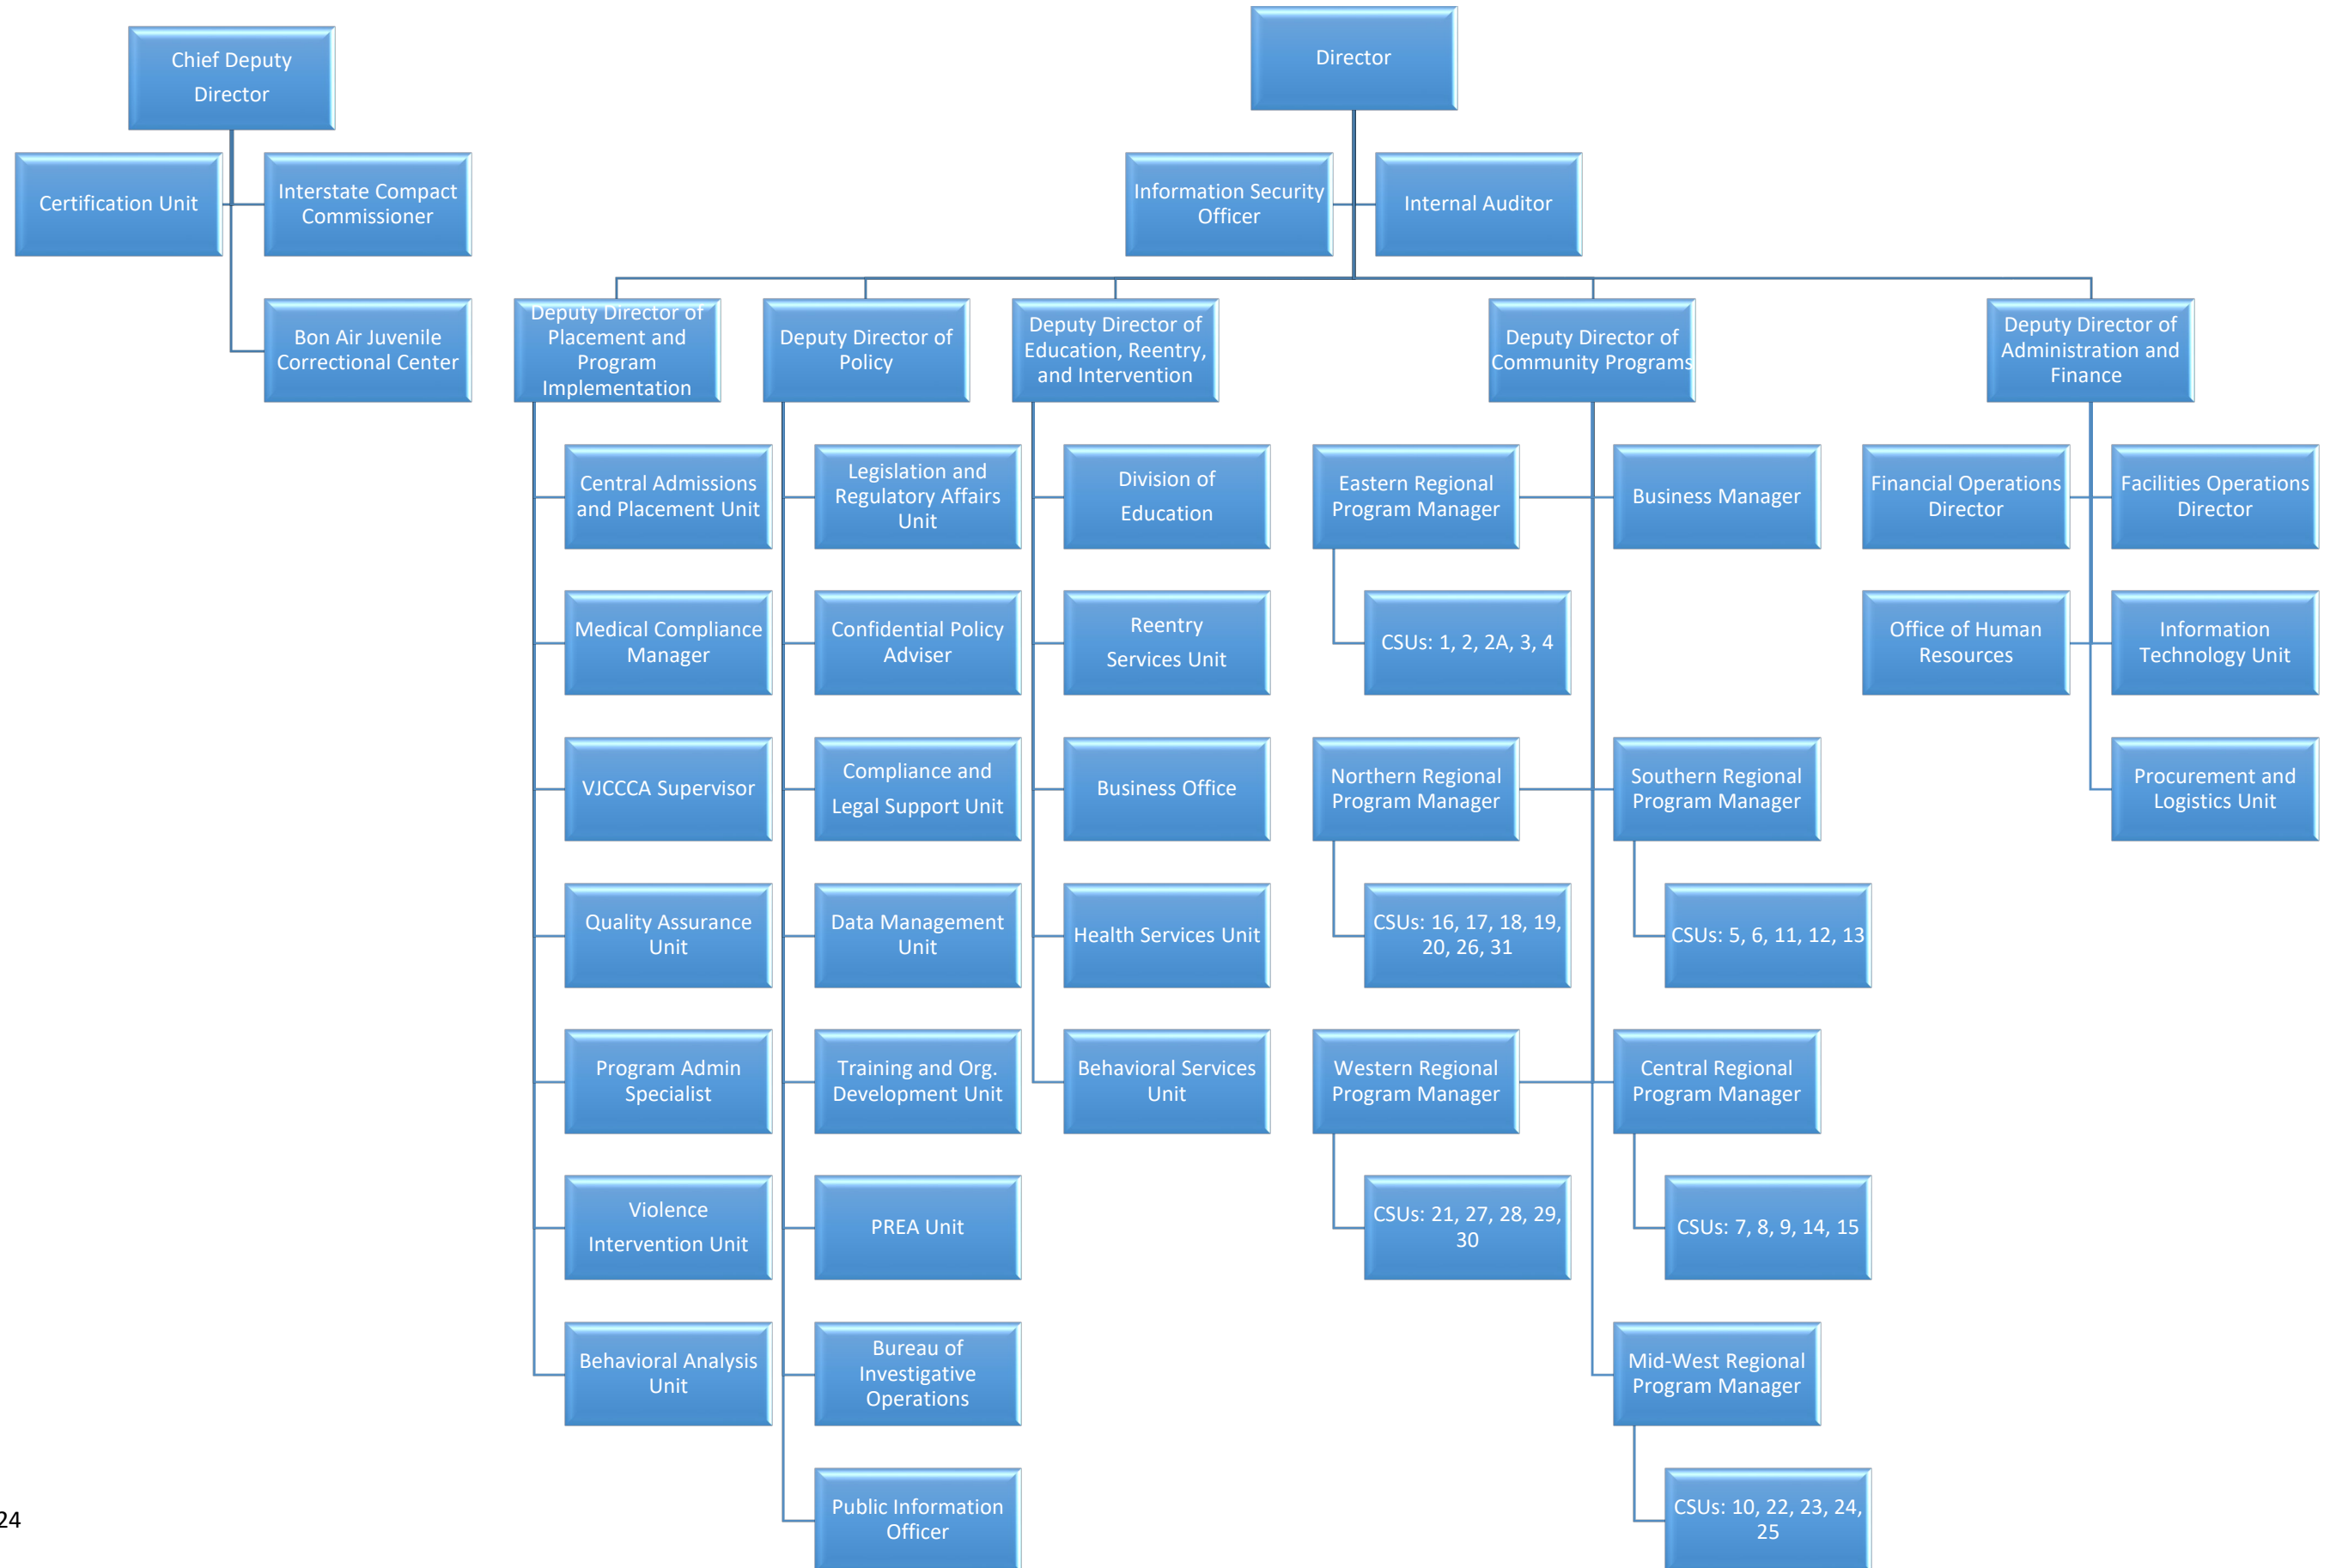 Chief Deputy
Director
Director
Certification Unit
Interstate Compact
Commissioner
Information Security
Officer
Internal Auditor
Bon Air Juvenile
Correctional Center
Deputy Director of
Placement and
Program
Implementation
Deputy Director of
Policy
Deputy Director of
Education, Reentry,
and Intervention
Deputy Director of
Community Programs
Deputy Director of
Administration and
Finance
Central Admissions
and Placement Unit
Legislation and
Regulatory Affairs
Unit
Division of
Education
Eastern Regional
Program Manager
Business Manager
Financial Operations
Director
Facilities Operations
Director
Medical Compliance
Manager
Confidential Policy
Adviser
Reentry
Services Unit
CSUs: 1, 2, 2A, 3, 4
Office of Human
Resources
Information
Technology Unit
VJCCCA Supervisor
Compliance and
Legal Support Unit
Business Office
Northern Regional
Program Manager
Southern Regional
Program Manager
Procurement and
Logistics Unit
Quality Assurance
Unit
Data Management
Unit
Health Services Unit
CSUs: 16, 17, 18, 19,
20, 26, 31
CSUs: 5, 6, 11, 12, 13
Program Admin
Specialist
Training and Org.
Development Unit
Behavioral Services
Unit
Western Regional
Program Manager
Central Regional
Program Manager
Violence
Intervention Unit
PREA Unit
CSUs: 21, 27, 28, 29,
30
CSUs: 7, 8, 9, 14, 15
Behavioral Analysis
Unit
Bureau of
Investigative
Operations
Mid-West Regional
Program Manager
Public Information
Officer
CSUs: 10, 22, 23, 24,
25
24